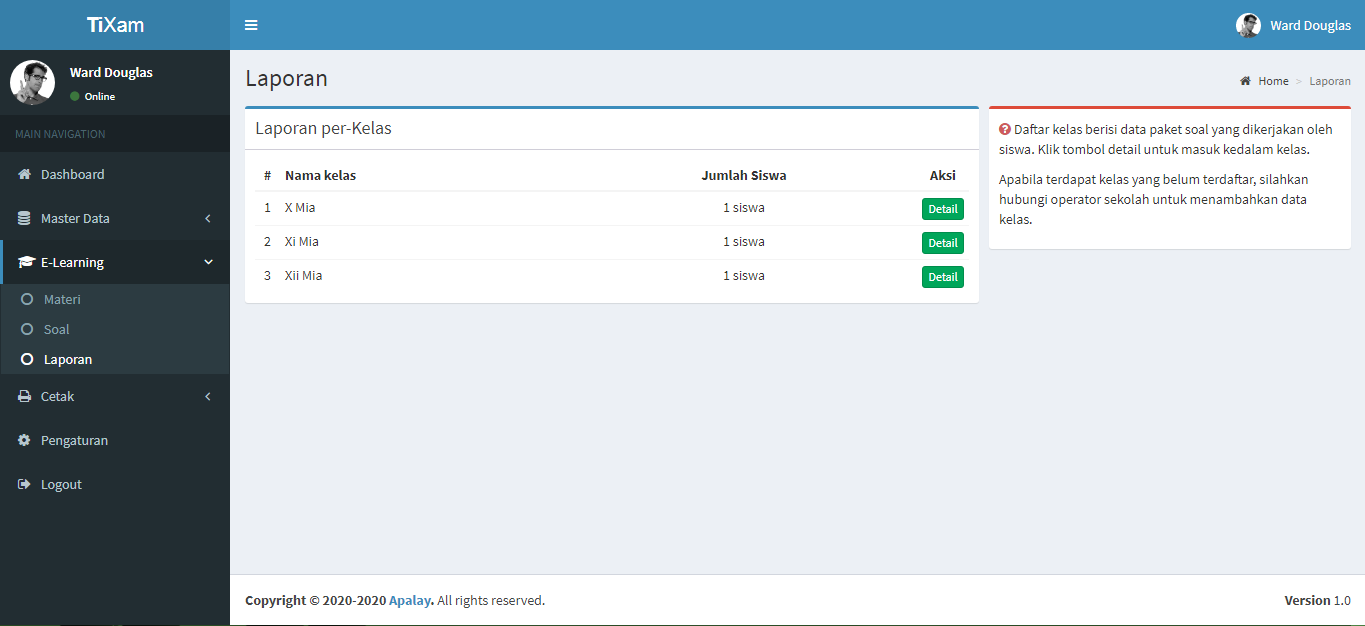 TiXam
Ward Douglas
Ward Douglas
Online
MAIN NAVIGATION
Dashboard
Master Data
E-Learning
Materi
Soal
Laporan
Cetak
Pengaturan
Logout
Laporan
Home > Laporan
Laporan per-Kelas
# Nama kelas Jumlah Siswa Aksi
1 X Mia 1 siswa Detail
2 Xi Mia 1 siswa Detail
3 Xii Mia 1 siswa Detail
Daftar kelas berisi data paket soal yang dikerjakan oleh
siswa. Klik tombol detail untuk masuk kedalam kelas.
Apabila terdapat kelas yang belum terdaftar, silahkan
hubungi operator sekolah untuk menambahkan data
kelas.
Copyright © 2020-2020 Apalay. All rights reserved.
Version 1.0